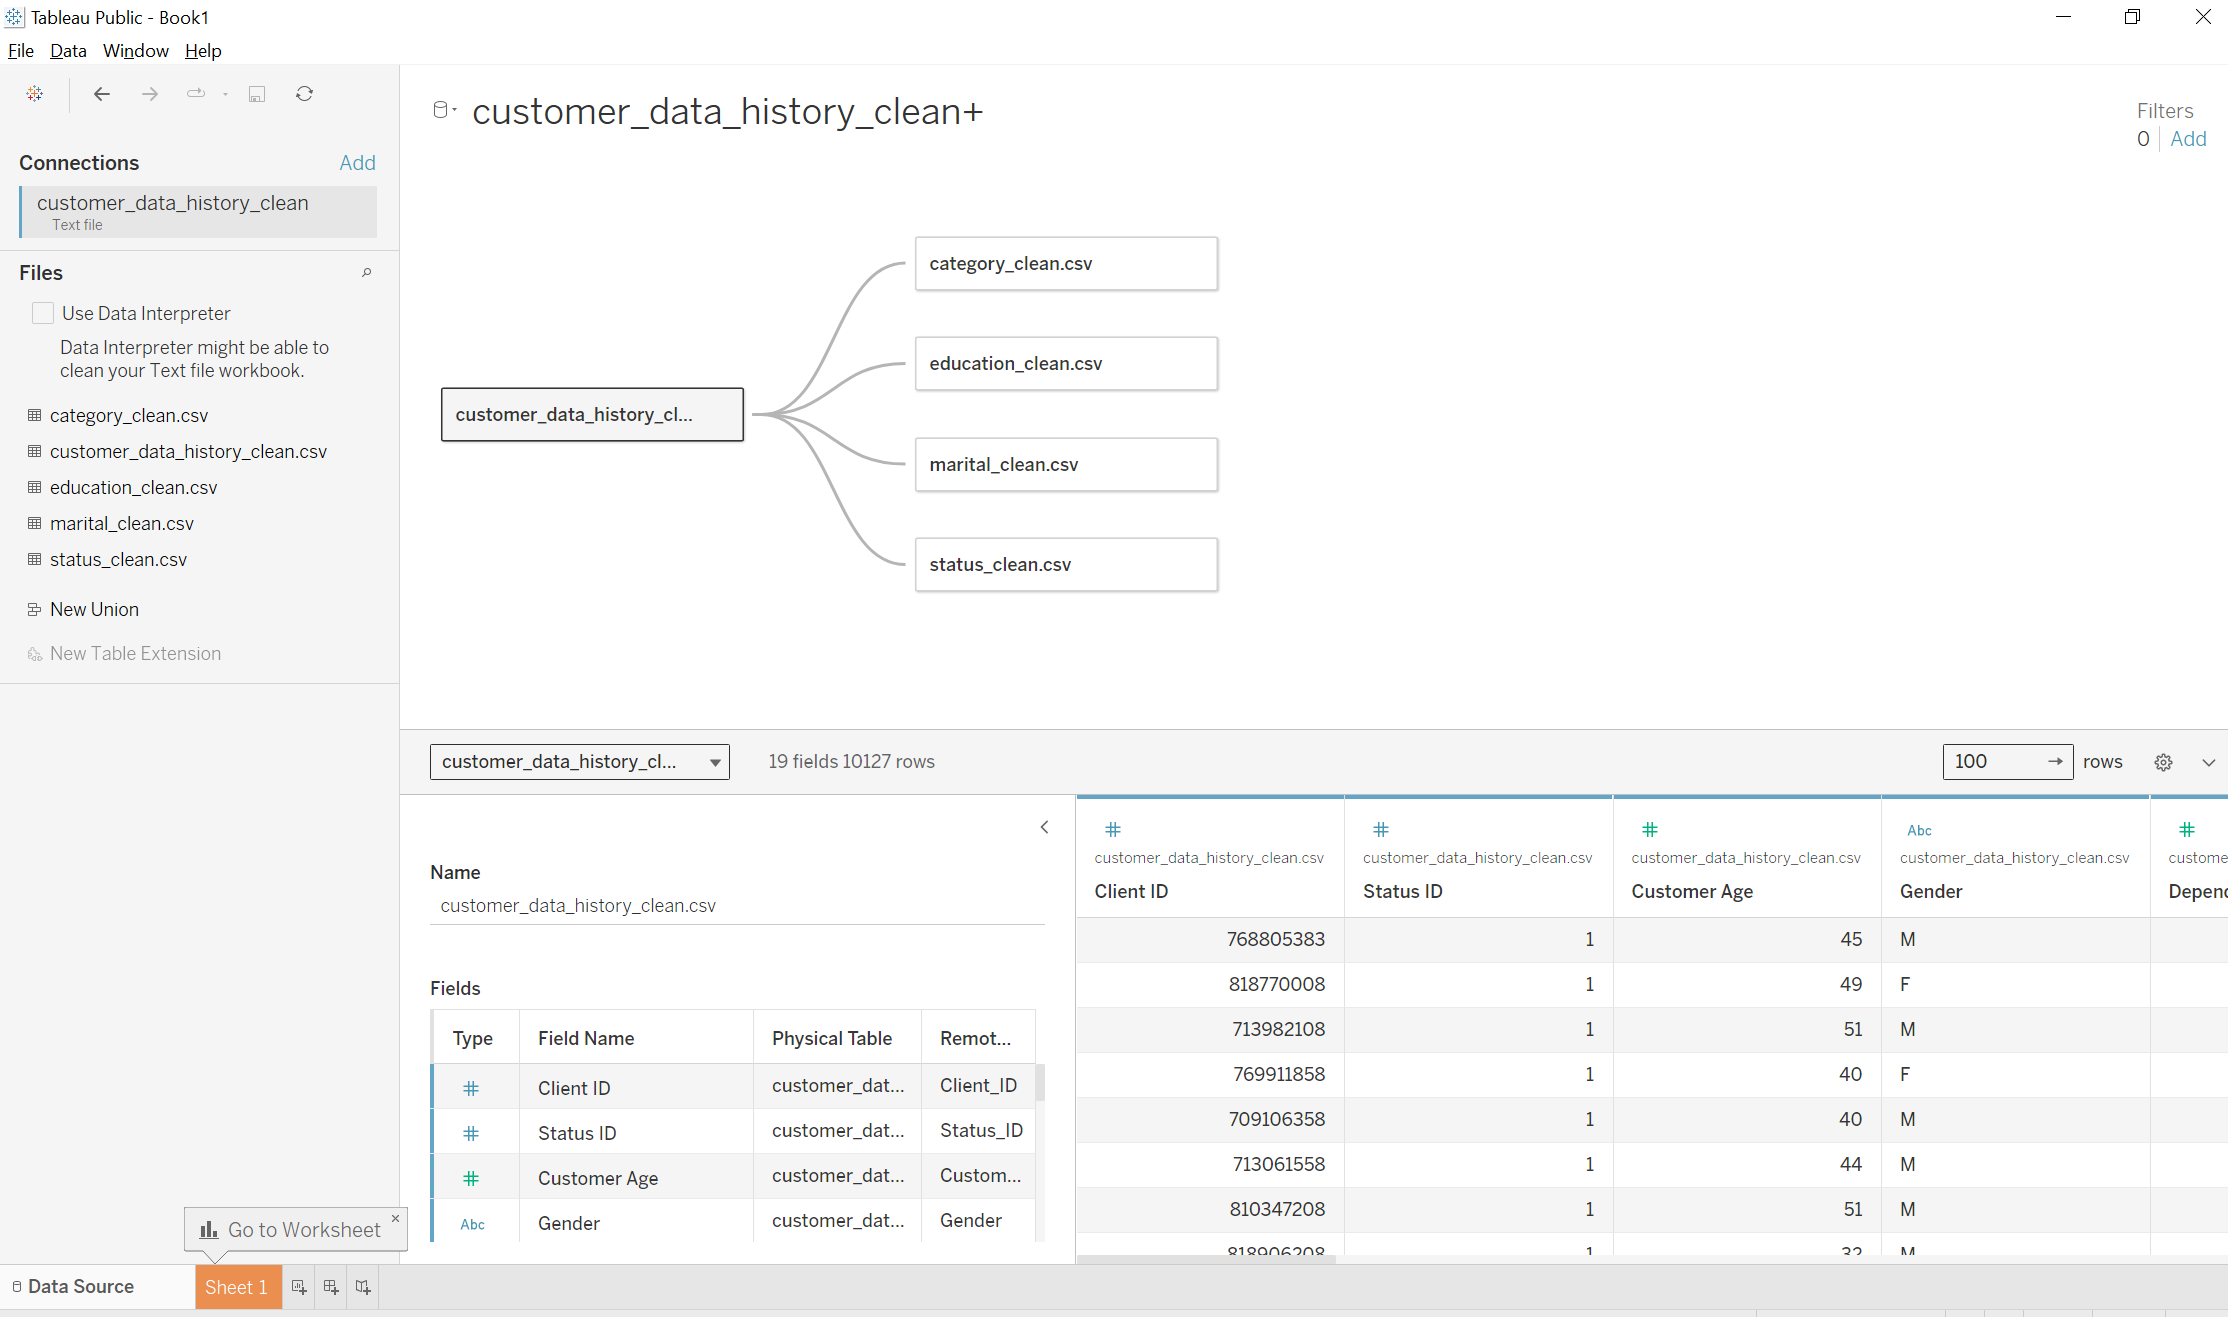 Tableau Public - Book1
File Data Window Help
customer_data_history_clean+
Filters
0 Add
Connections Add
customer_data_history_clean
Text file
Files
Use Data Interpreter
Data Interpreter might be able to
clean your Text file workbook.
category_clean.csv
customer_data_history_clean.csv
education_clean.csv
marital_clean.csv
status_clean.csv
New Union
New Table Extension
category_clean.csv
education_clean.csv
customer_data_history_cl...
marital_clean.csv
status_clean.csv
customer_data_history_cl... 19 fields 10127 rows 100 rows
Name
customer_data_history_clean.csv
Fields
Type Field Name Physical Table Remot...
Client ID customer_dat... Client_ID
Status ID customer_dat... Status_ID
Customer Age customer_dat... Custom...
Abc Gender customer_dat... Gender
Abc
customer_data_history_clean.csv customer_data_history_clean.csv customer_data_history_clean.csv customer_data_history_clean.csv custome
Client ID Status ID Customer Age Gender Depen
768805383 1 45 M
818770008 1 49 F
713982108 1 51 M
769911858 1 40 F
709106358 1 40 M
713061558 1 44 M
810347208 1 51 M
818906208 1 32 M
Go to Worksheet
Data Source Sheet 1